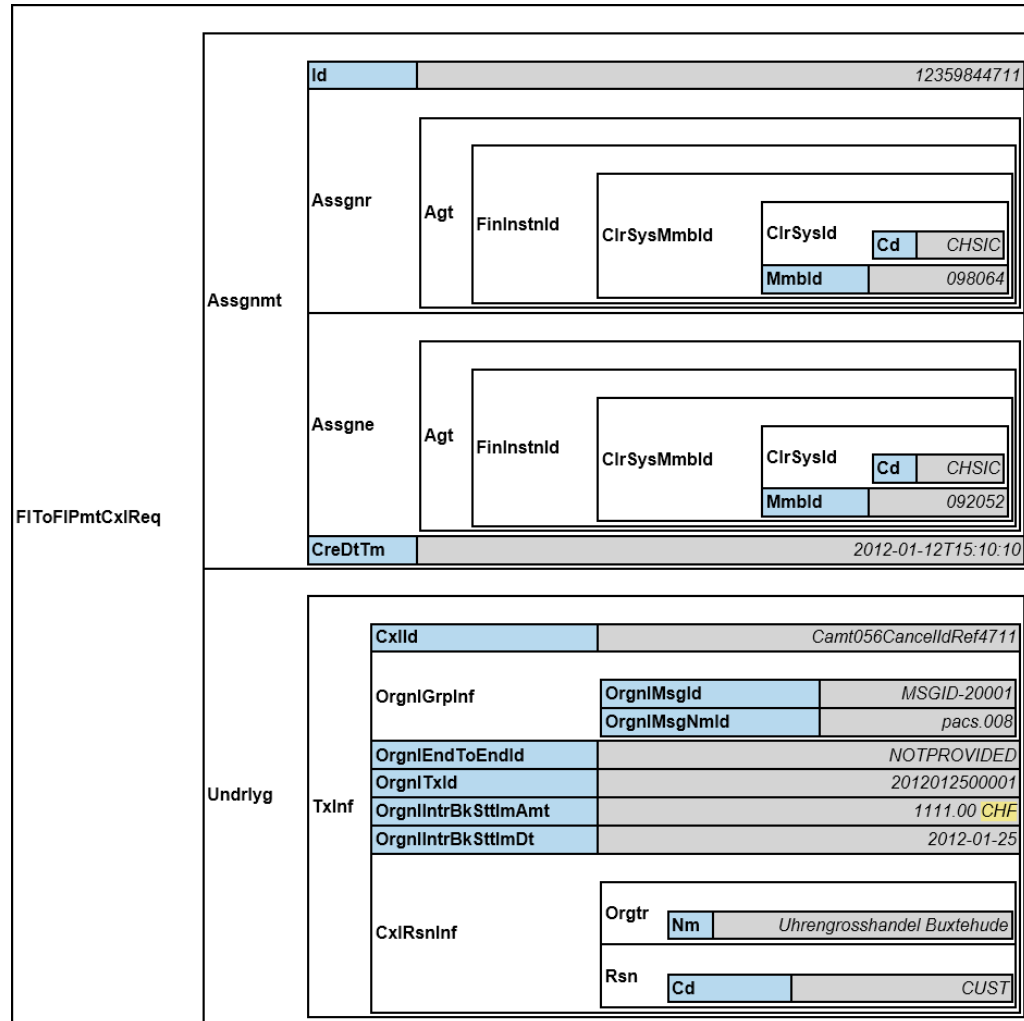 Id 12359844711
Assgnr
Agt
FinInstnId
ClrSysMmbId
ClrSysId
Cd CHSIC
MmbId 098064
Assgnmt
Assgne
Agt
FinInstnId
ClrSysMmbId
ClrSysId
Cd CHSIC
MmbId 092052
FIToFIPmtCxlReq
CreDtTm 2012-01-12T15:10:10
CxlId Camt056CancelIdRef4711
OrgnlGrpInf
OrgnlMsgId MSGID-20001
OrgnlMsgNmId pacs.008
OrgnlEndToEndId NOTPROVIDED
OrgnlTxId 2012012500001
Undrlyg
TxInf
OrgnlIntrBkSttlmAmt 1111.00 CHF
OrgnlIntrBkSttlmDt 2012-01-25
CxlRsnInf
Orgtr
Nm Uhrengrosshandel Buxtehude
Rsn
Cd CUST